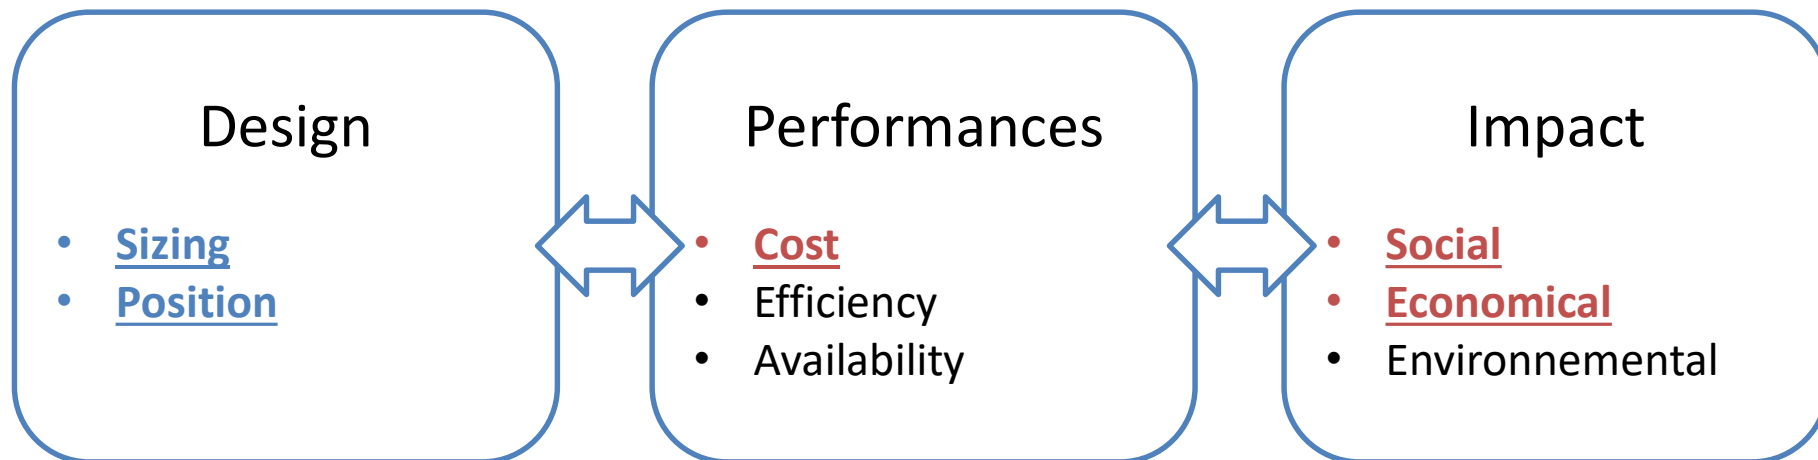 Design
• Sizing
• Position
Performances
• Cost
• Efficiency
• Availability
Impact
• Social
• Economical
• Environnemental